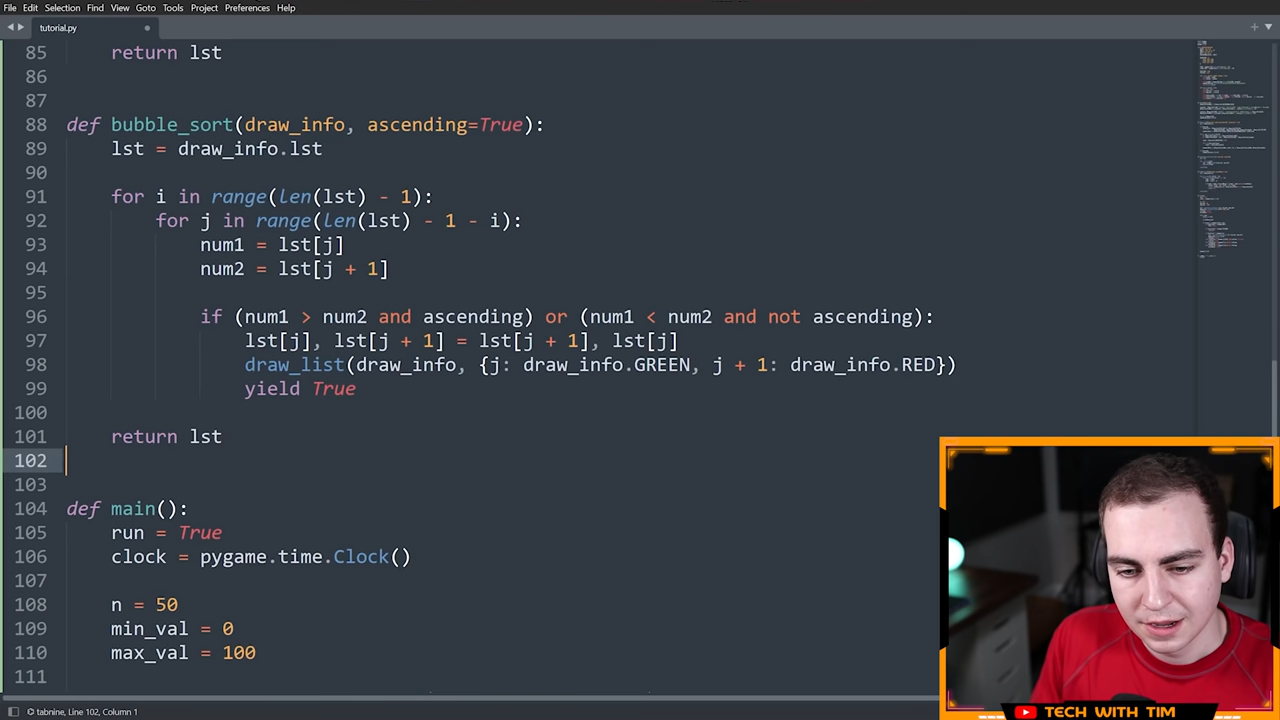 File Edit Selection Find View Goto Tools Project Preferences Help
tutorial.py
85 return lst
86
87
88 def bubble_sort(draw_info, ascending=True):
89 lst = draw_info.lst
90
91 for i in range(len(lst) - 1):
92 for j in range(len(lst) - 1 - i):
93 num1 = lst[j]
94 num2 = lst[j + 1]
95
96 if (num1 > num2 and ascending) or (num1 < num2 and not ascending):
97 lst[j], lst[j + 1] = lst[j + 1], lst[j]
98 draw_list(draw_info, {j: draw_info.GREEN, j + 1: draw_info.RED})
99 yield True
100
101 return lst
102
103
104 def main():
105 run = True
106 clock = pygame.time.Clock()
107
108 n = 50
109 min_val = 0
110 max_val = 100
111
TECH WITH TIM
tabnine, Line 102, Column 1